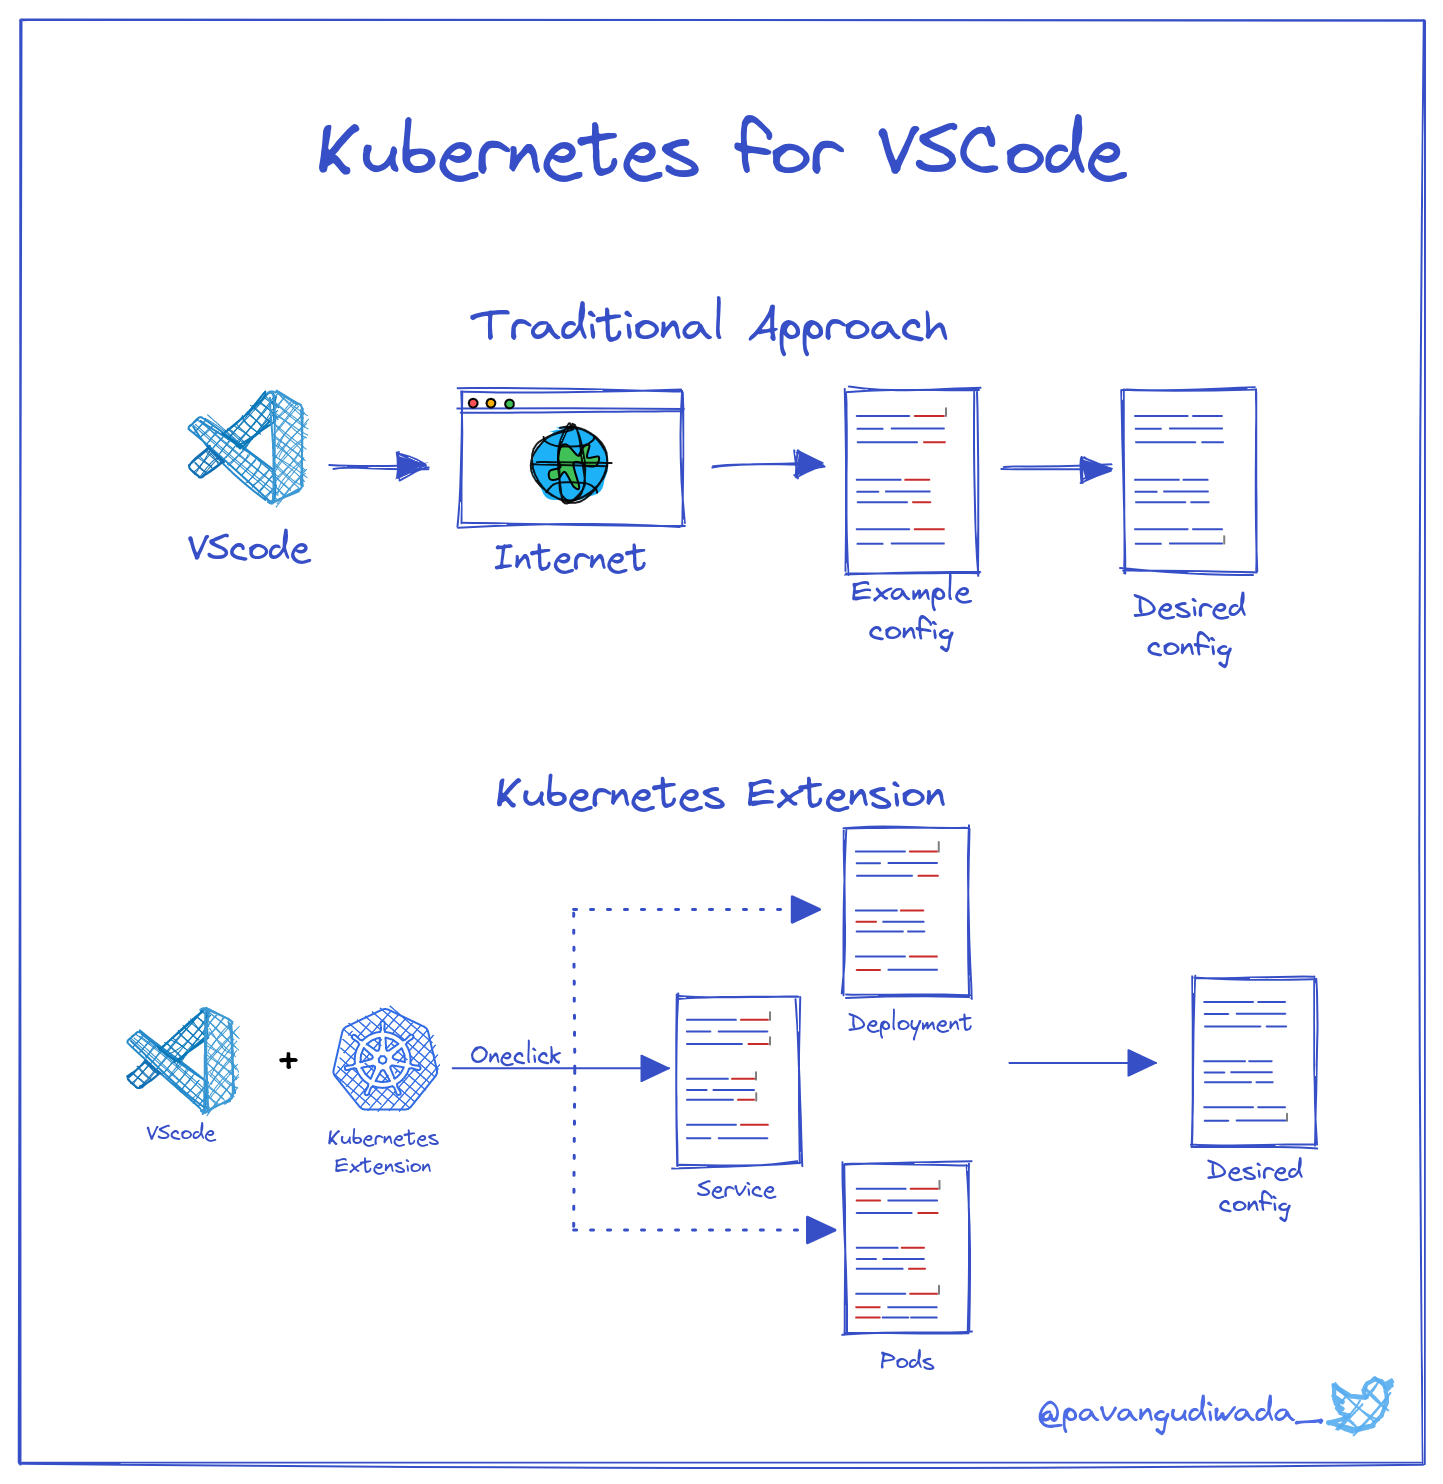 Kubernetes for VSCode
Traditional Approach
VScode
Internet
Example
config
Desired
config
Kubernetes Extension
Deployment
Oneclick
VScode
+
Kubernetes
Extension
Service
Desired
config
Pods
@pavangudiwada_